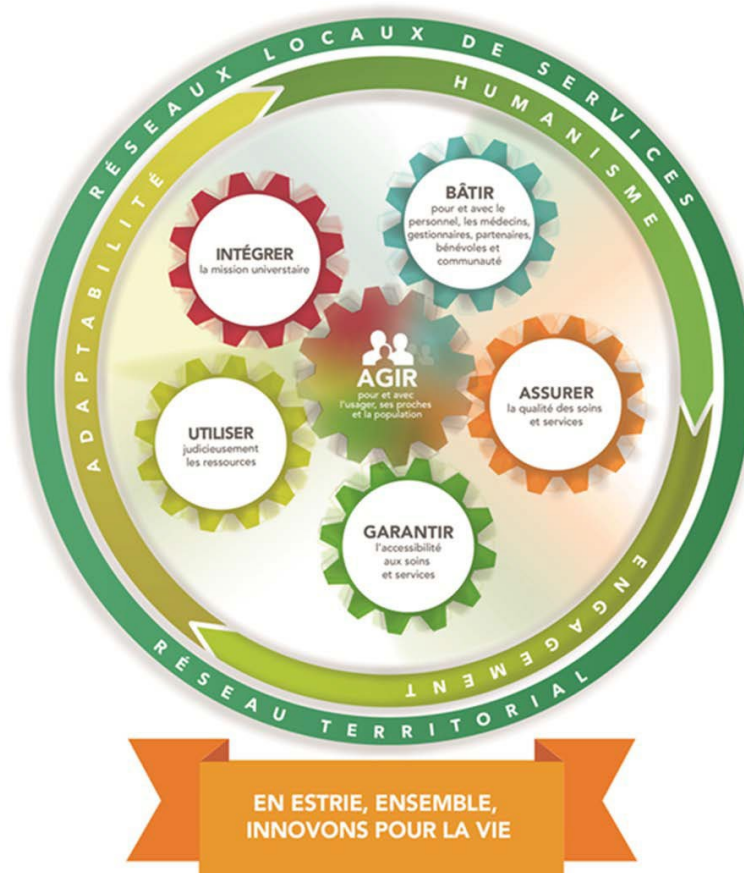 RÉSEAUX LOCAUX DE SERVICES
HUMANISME
ADAPTABILITÉ
BÂTIR
pour et avec le
personnel, les médecins,
gestionnaires, partenaires,
bénévoles et
communauté
INTÉGRER
la mission universtaire
AGIR
pour et avec
l'usager, ses proches
et la population
ASSURER
la qualité des soins
et services
UTILISER
judicieusement
les ressources
GARANTIR
l'accessibilité
aux soins
et services
ENGAGEMENT
RÉSEAU TERRITORIAL
EN ESTRIE, ENSEMBLE,
INNOVONS POUR LA VIE